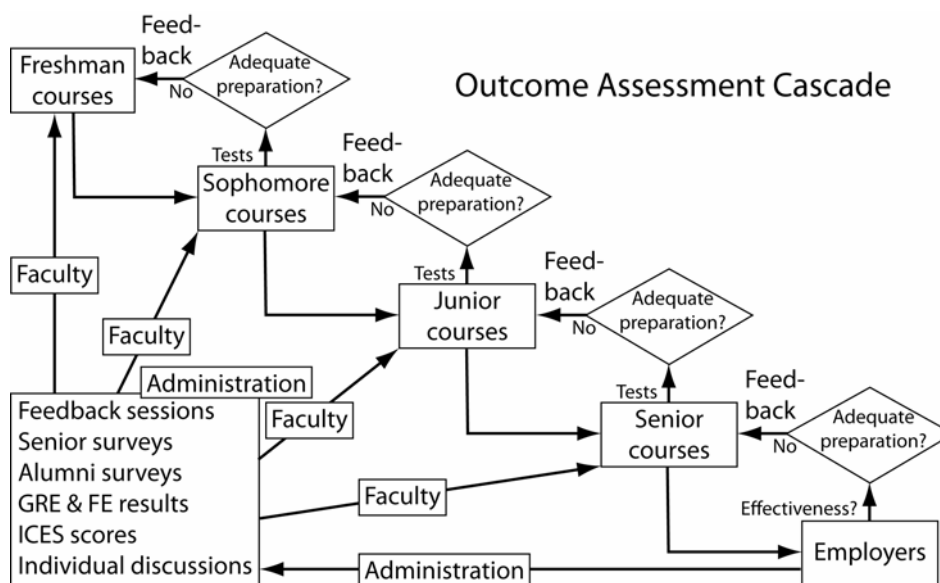 Feed-
back
Adequate
preparation?
No
Freshman
courses
Outcome Assessment Cascade
Tests
Feed-
back
Adequate
preparation?
No
Sophomore
courses
Faculty
Tests
Feed-
back
Adequate
preparation?
No
Junior
courses
Faculty
Administration
Faculty
Tests
Feed-
back
Adequate
preparation?
No
Senior
courses
Feedback sessions
Senior surveys
Alumni surveys
GRE & FE results
ICES scores
Individual discussions
Faculty
Effectiveness?
Employers
Administration